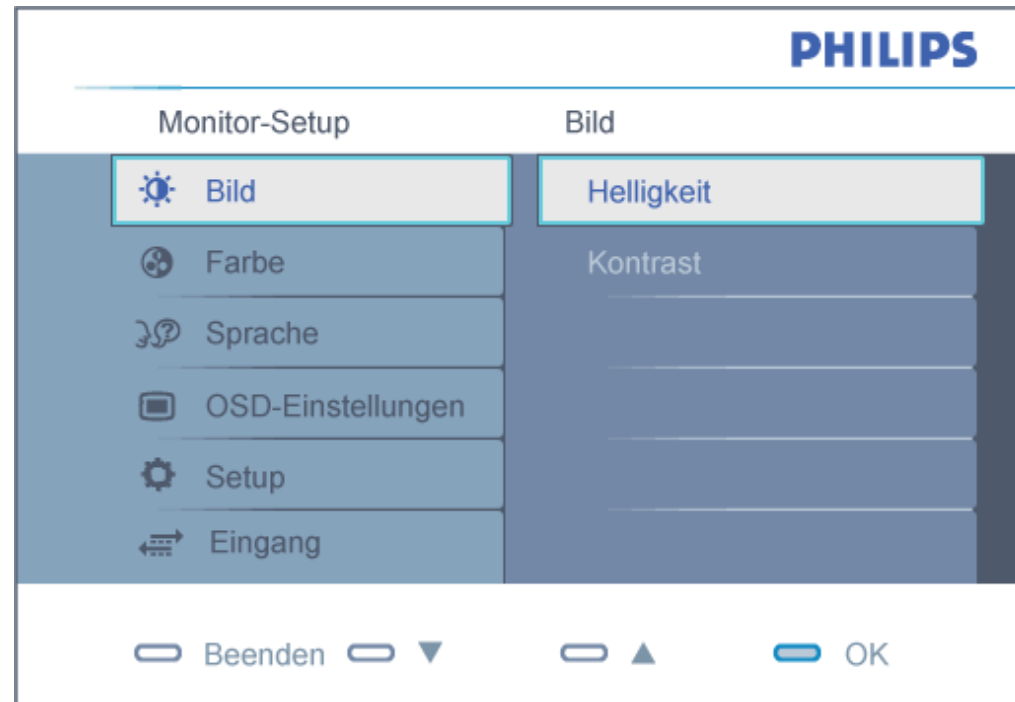 PHILIPS
Monitor-Setup
Bild
Bild
Helligkeit
Farbe
Kontrast
Sprache
OSD-Einstellungen
Setup
Eingang
Beenden ▼ ▲ OK